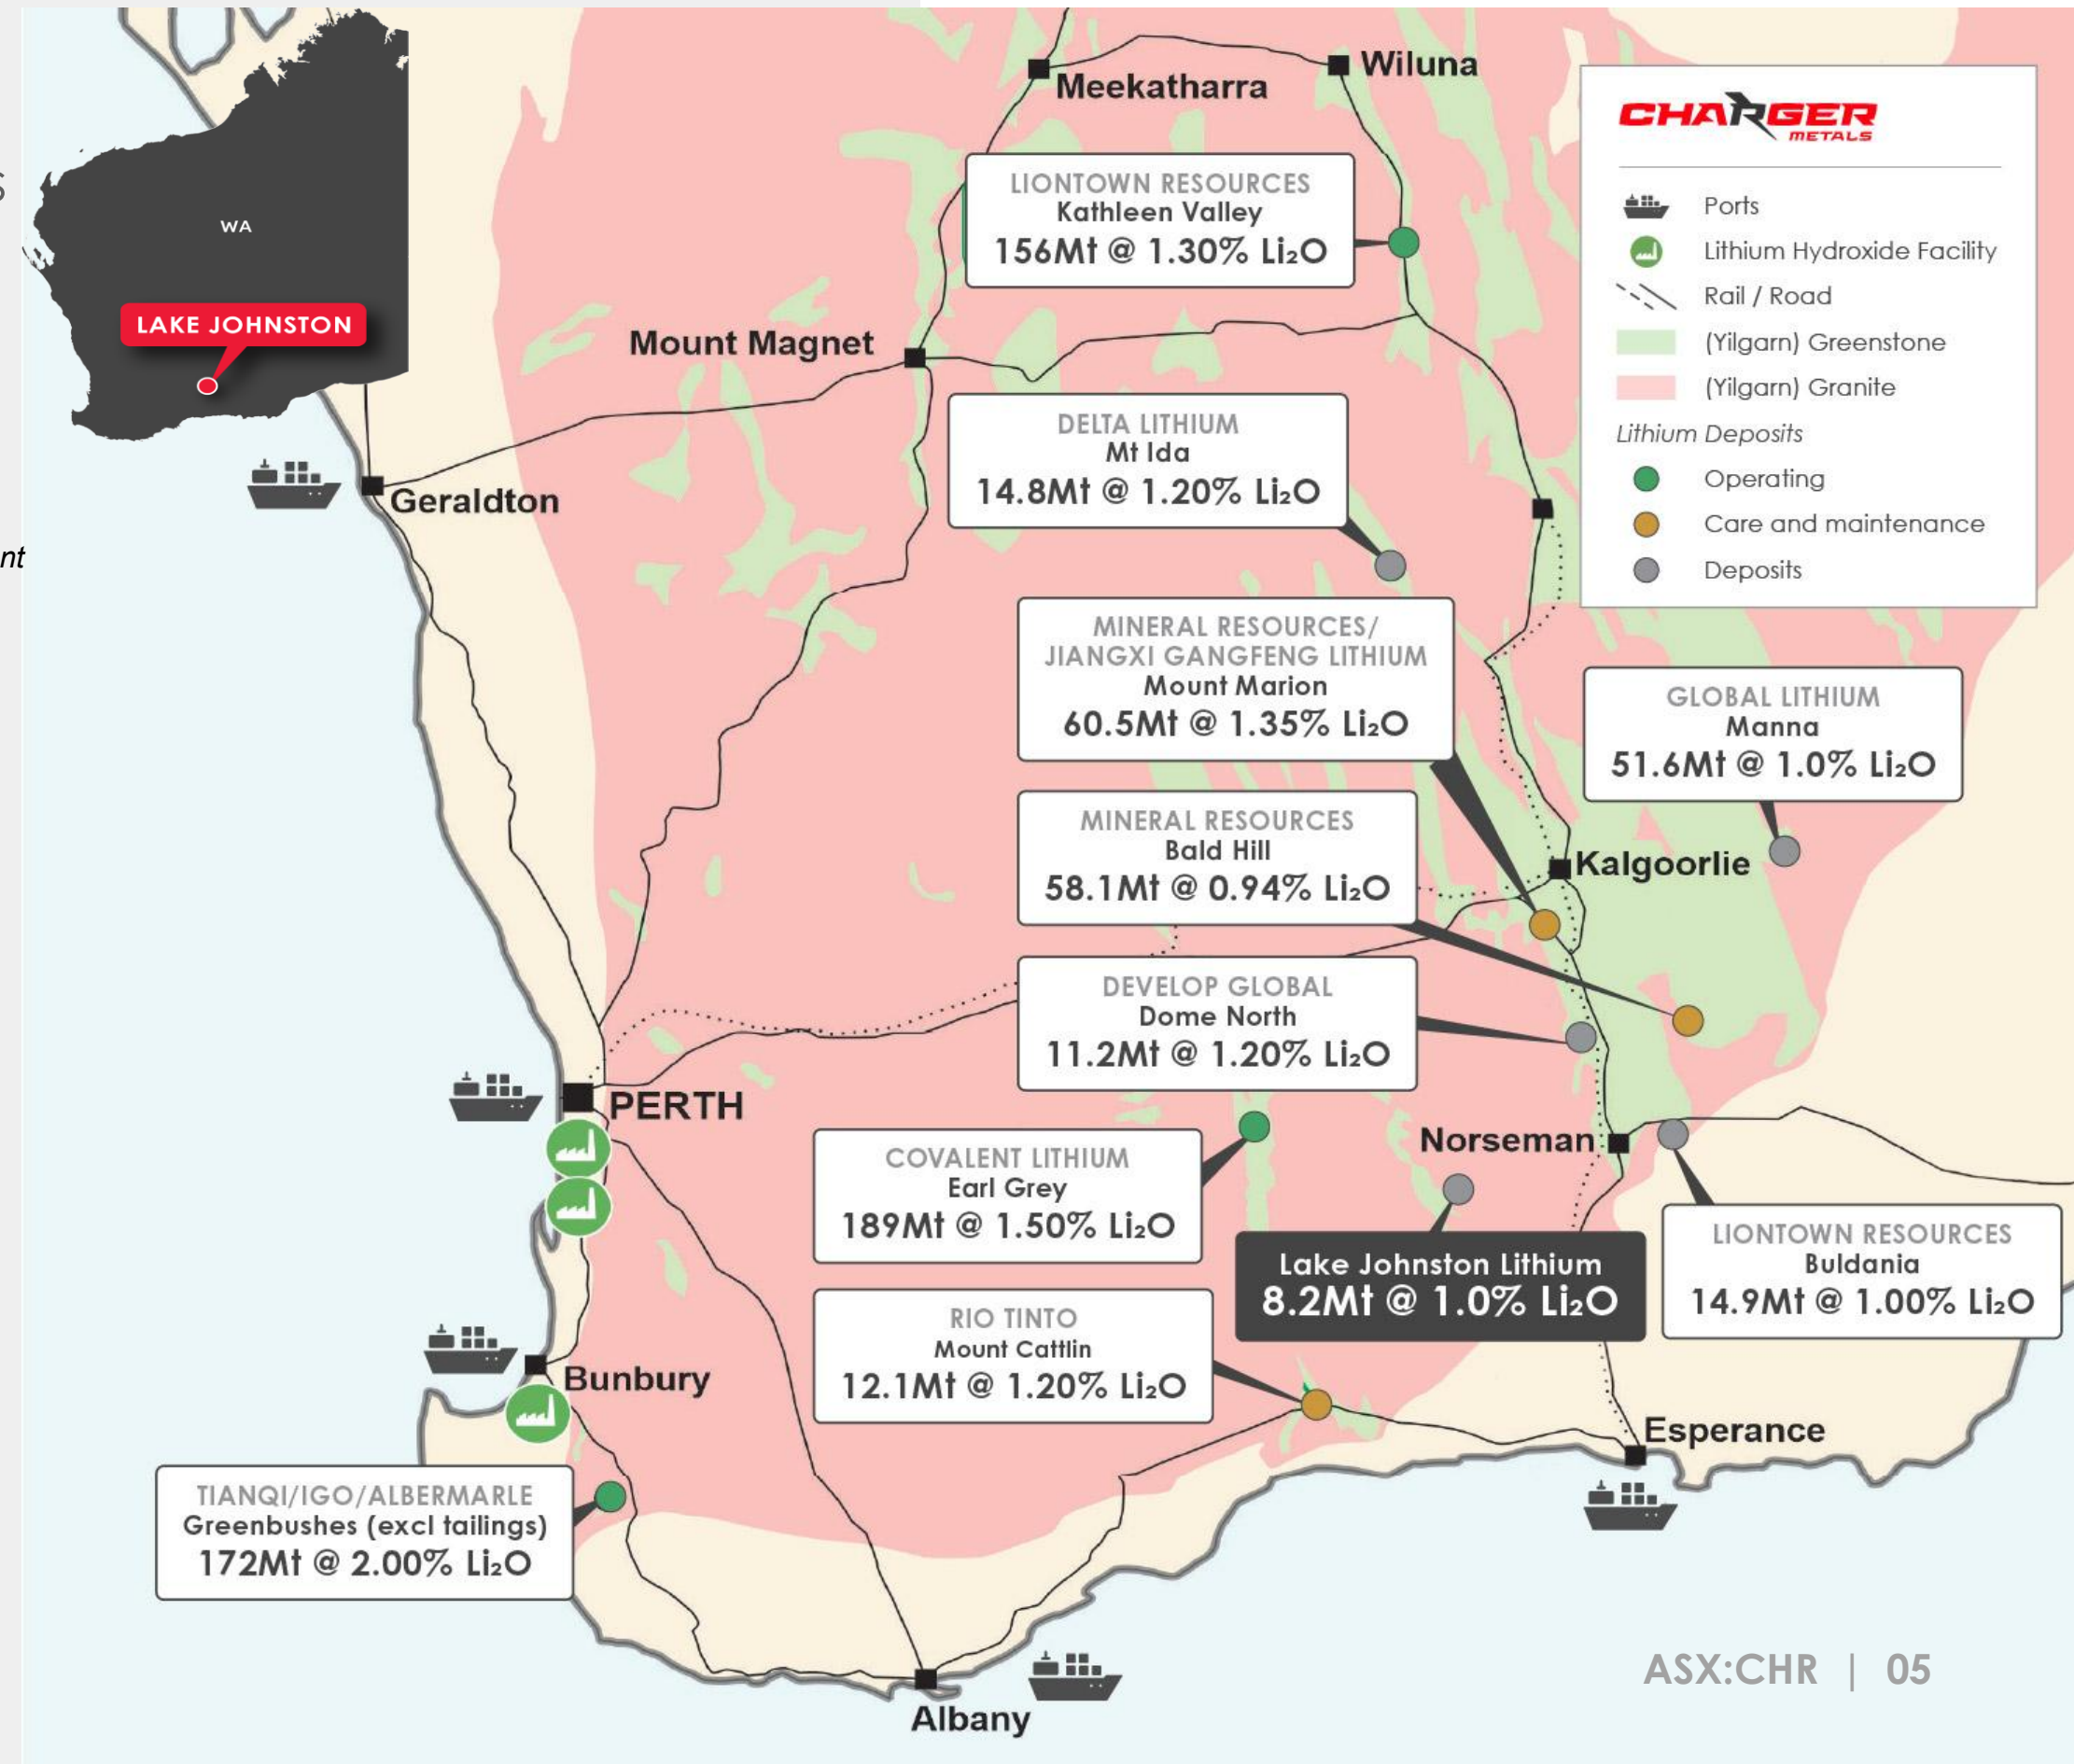 S
nt
WA
LAKE JOHNSTON
Meekatharra
Wiluna
CHARGER
METALS
Ports
Lithium Hydroxide Facility
Rail / Road
(Yilgarn) Greenstone
(Yilgarn) Granite
Lithium Deposits
Operating
Care and maintenance
Deposits
LIONTOWN RESOURCES
Kathleen Valley
156Mt @ 1.30% Li₂O
Mount Magnet
DELTA LITHIUM
Mt Ida
14.8Mt @ 1.20% Li₂O
Geraldton
MINERAL RESOURCES/
JIANGXI GANGFENG LITHIUM
Mount Marion
60.5Mt @ 1.35% Li₂O
GLOBAL LITHIUM
Manna
51.6Mt @ 1.0% Li₂O
MINERAL RESOURCES
Bald Hill
58.1Mt @ 0.94% Li₂O
Kalgoorlie
DEVELOP GLOBAL
Dome North
11.2Mt @ 1.20% Li₂O
PERTH
Norseman
COVALENT LITHIUM
Earl Grey
189Mt @ 1.50% Li₂O
Lake Johnston Lithium
8.2Mt @ 1.0% Li₂O
LIONTOWN RESOURCES
Buldania
14.9Mt @ 1.00% Li₂O
RIO TINTO
Mount Cattlin
12.1Mt @ 1.20% Li₂O
Bunbury
Esperance
TIANQI/IGO/ALBERMARLE
Greenbushes (excl tailings)
172Mt @ 2.00% Li₂O
Albany
ASX:CHR | 05